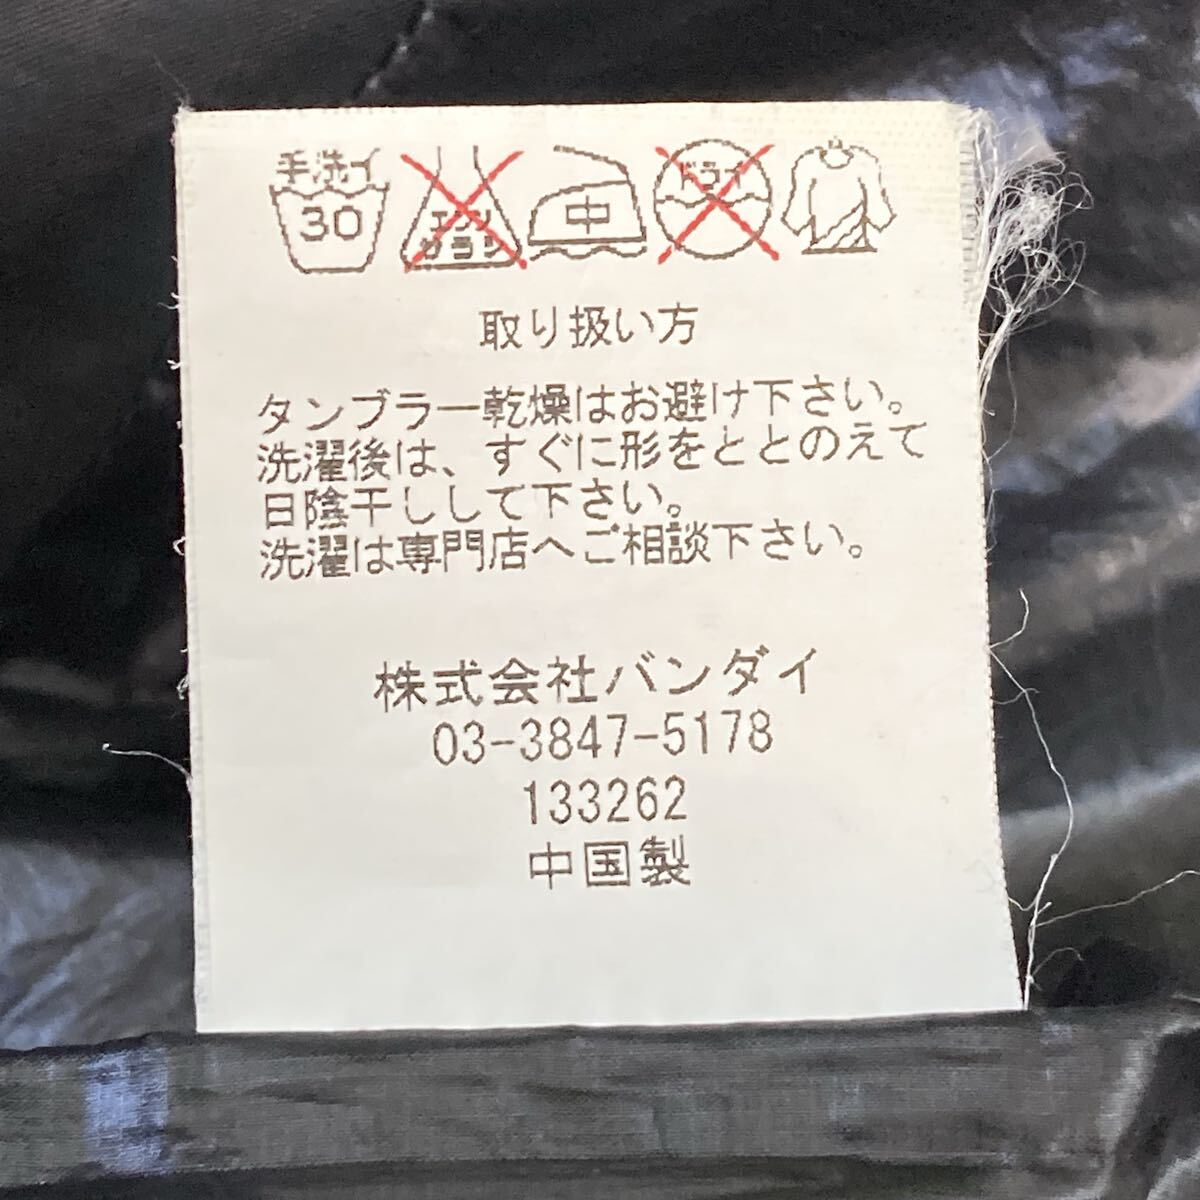 手洗イ 30 エンソサラシ 中 ドライ
取り扱い方
タンブラー乾燥はお避け下さい。
洗濯後は、すぐに形をととのえて
日陰干しして下さい。
洗濯は専門店へご相談下さい。
株式会社バンダイ
03-3847-5178
133262
中国製